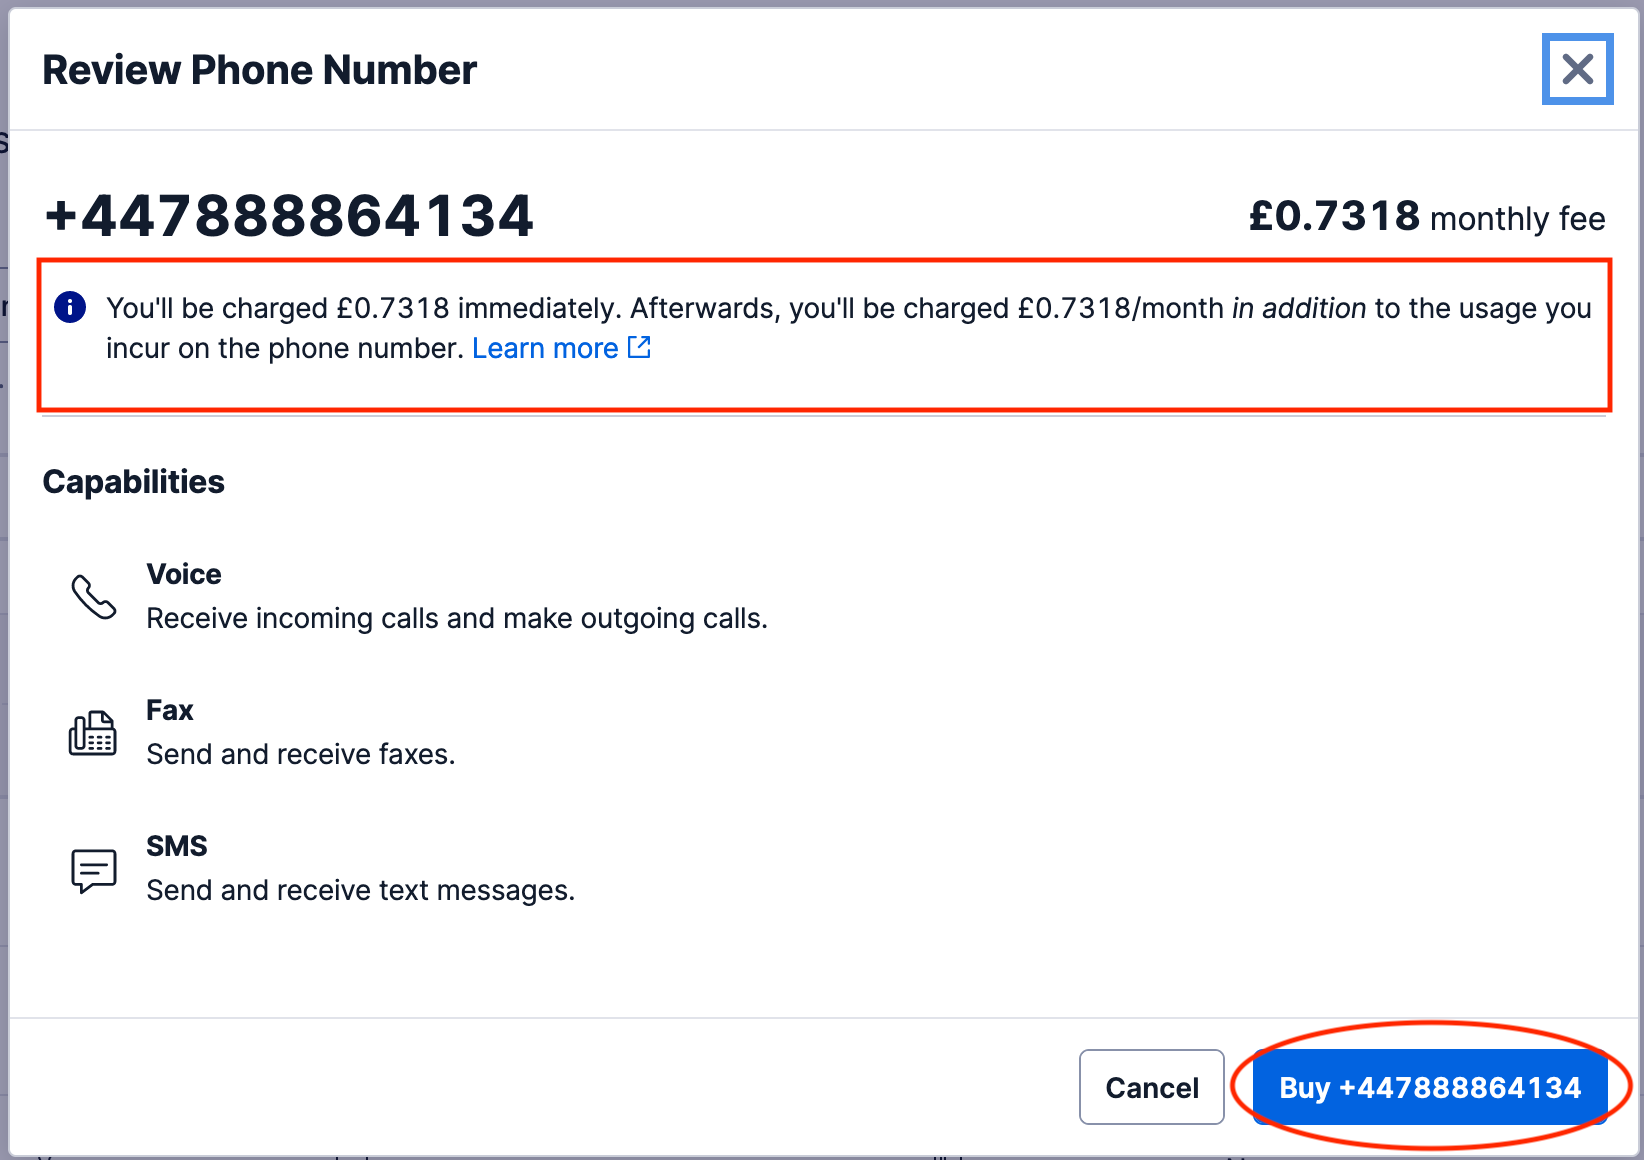 Review Phone Number
+447888864134
£0.7318 monthly fee
You'll be charged £0.7318 immediately. Afterwards, you'll be charged £0.7318/month in addition to the usage you
incur on the phone number. Learn more
Capabilities
Voice
Receive incoming calls and make outgoing calls.
Fax
Send and receive faxes.
SMS
Send and receive text messages.
Cancel
Buy +447888864134